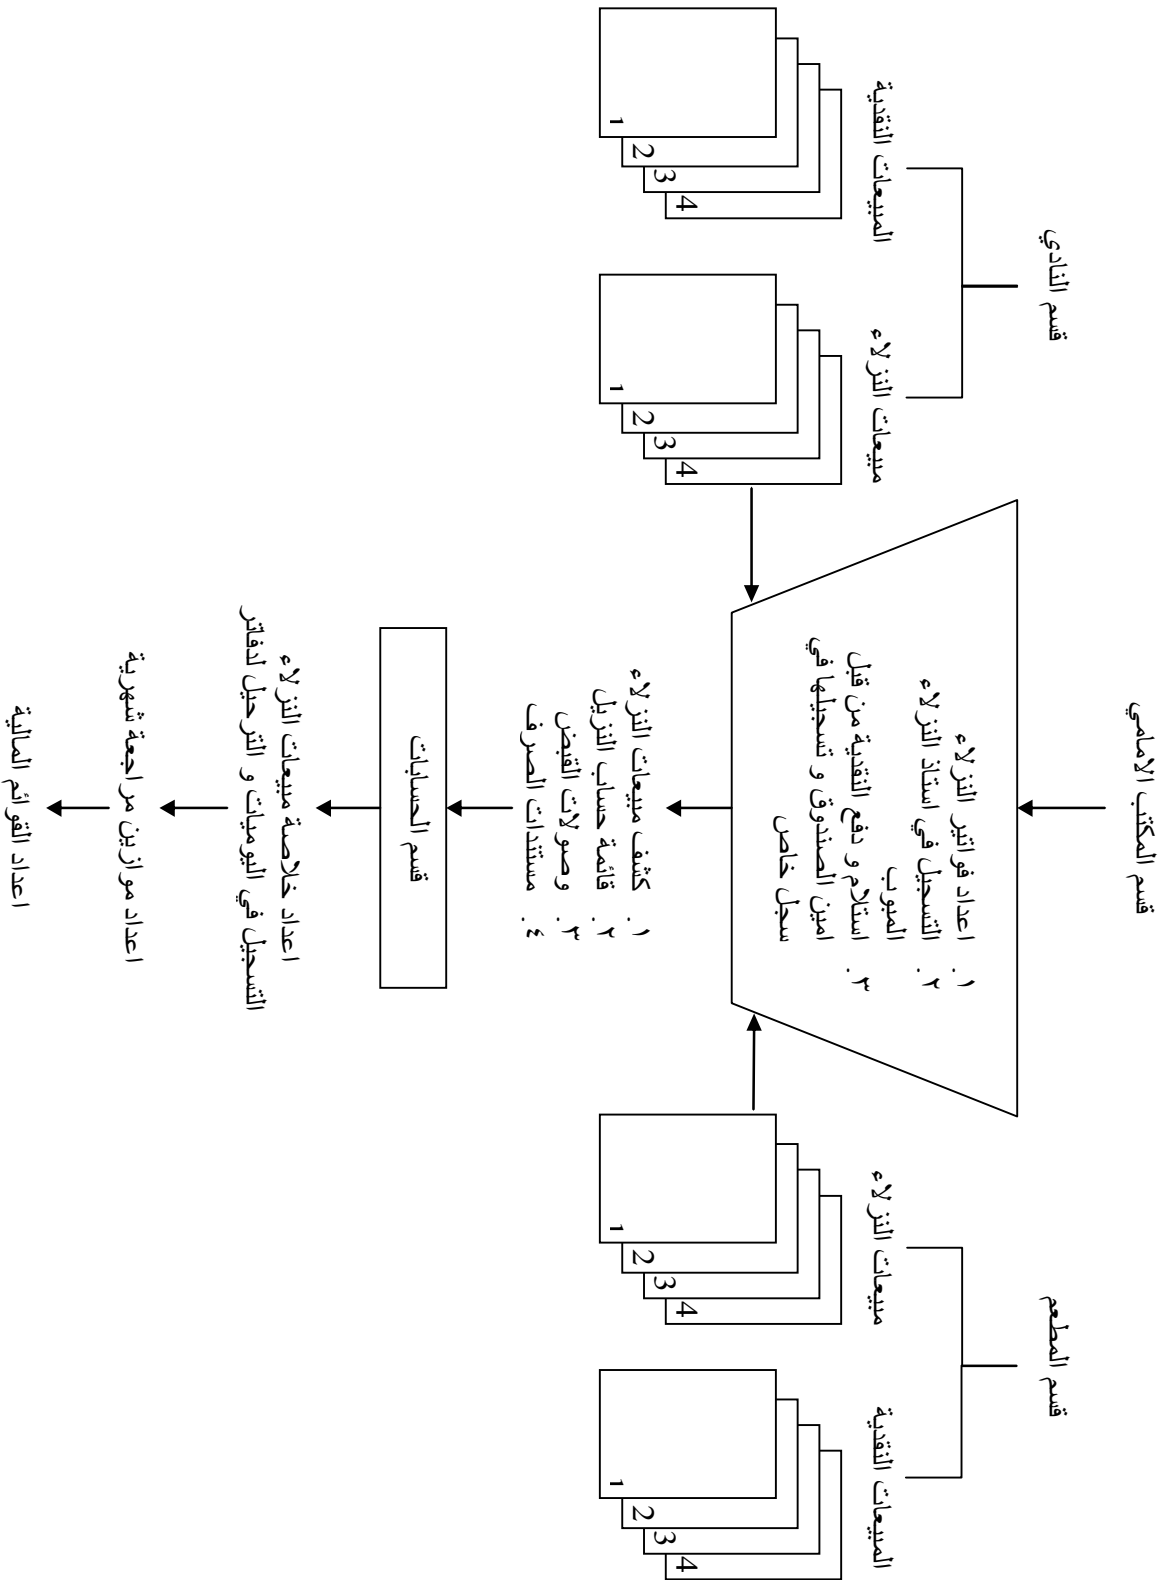 قسم المكتب الامامي
قسم المطعم
قسم النادي
مبيعات النزلاء
المبيعات النقدية
مبيعات النزلاء
المبيعات النقدية
١. اعداد فواتير النزلاء
٢. التسجيل في استاذ النزلاء
المبوب
٣. استلام و دفع النقدية من قبل
امين الصندوق و تسجيلها في
سجل خاص
4
3
2
1
4
3
2
1
4
3
2
1
4
3
2
1
١. كشف مبيعات النزلاء
٢. قائمة حساب النزيل
٣. وصولات القبض
٤. مستندات الصرف
قسم الحسابات
اعداد خلاصة مبيعات النزلاء
التسجيل في اليوميات و الترحيل لدفاتر
اعداد موازين مراجعة شهرية
اعداد القوائم المالية